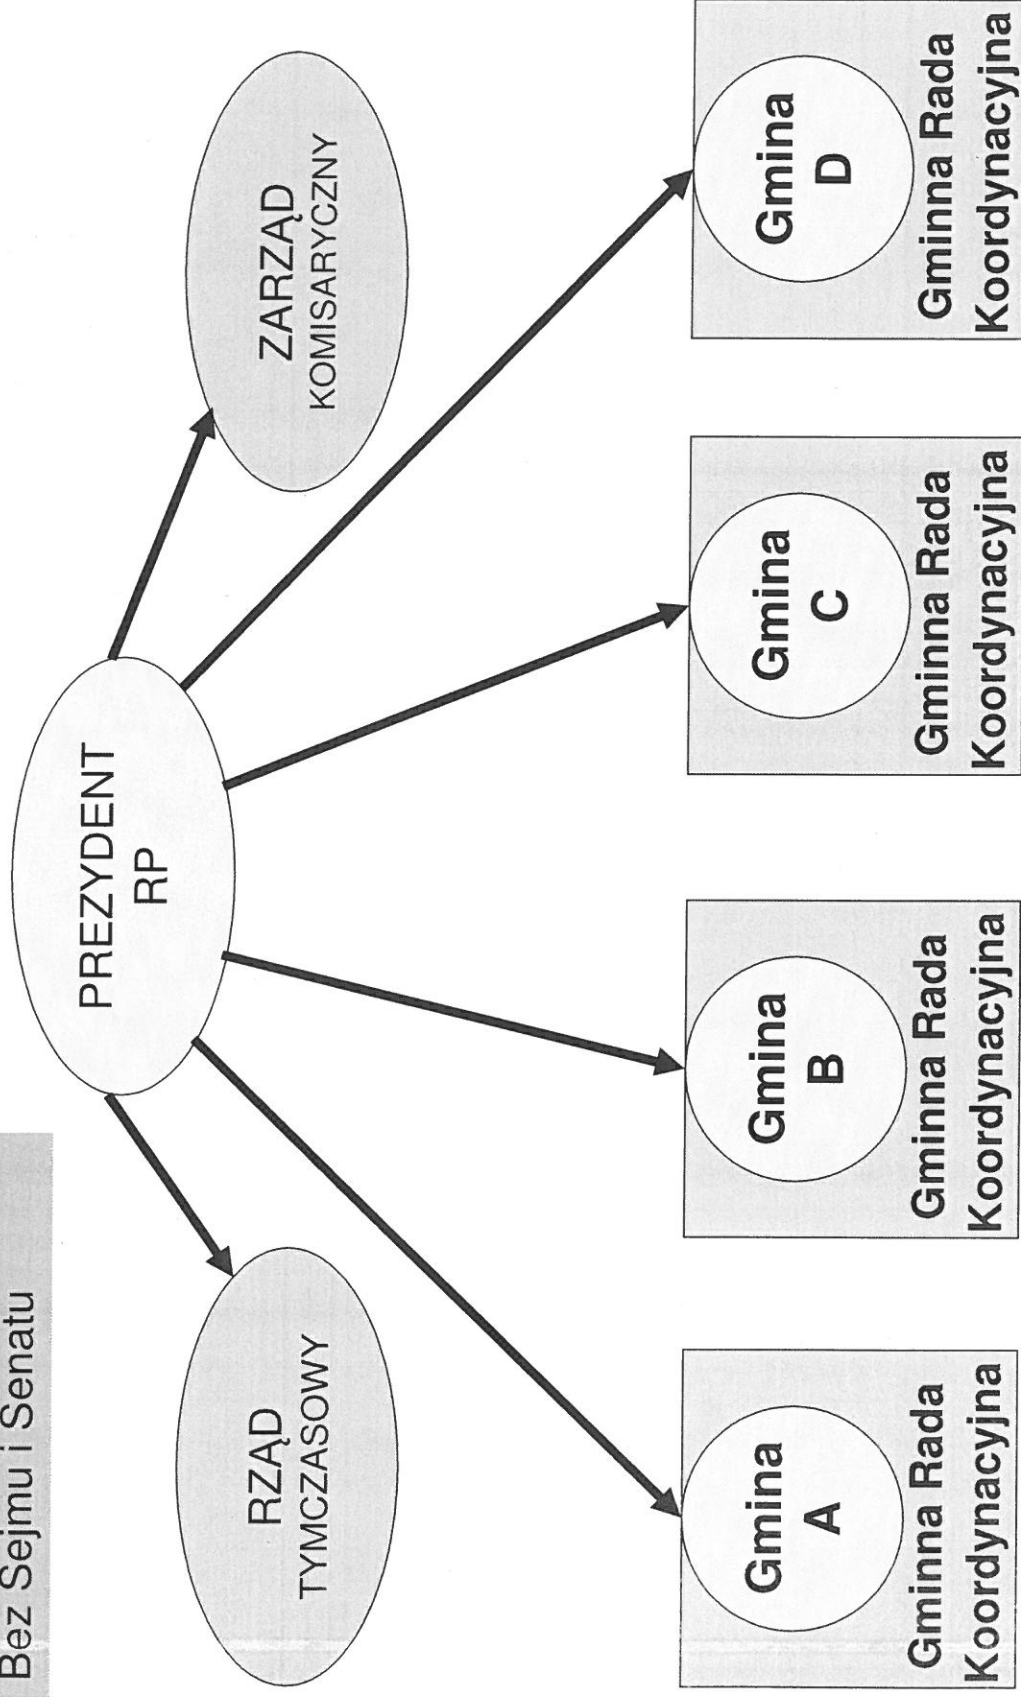 Bez Sejmu i Senatu
PREZYDENT
RP
RZĄD
TYMCZASOWY
ZARZĄD
KOMISARYCZNY
Gmina
A
Gminna Rada
Koordynacyjna
Gmina
B
Gminna Rada
Koordynacyjna
Gmina
C
Gminna Rada
Koordynacyjna
Gmina
D
Gminna Rada
Koordynacyjna